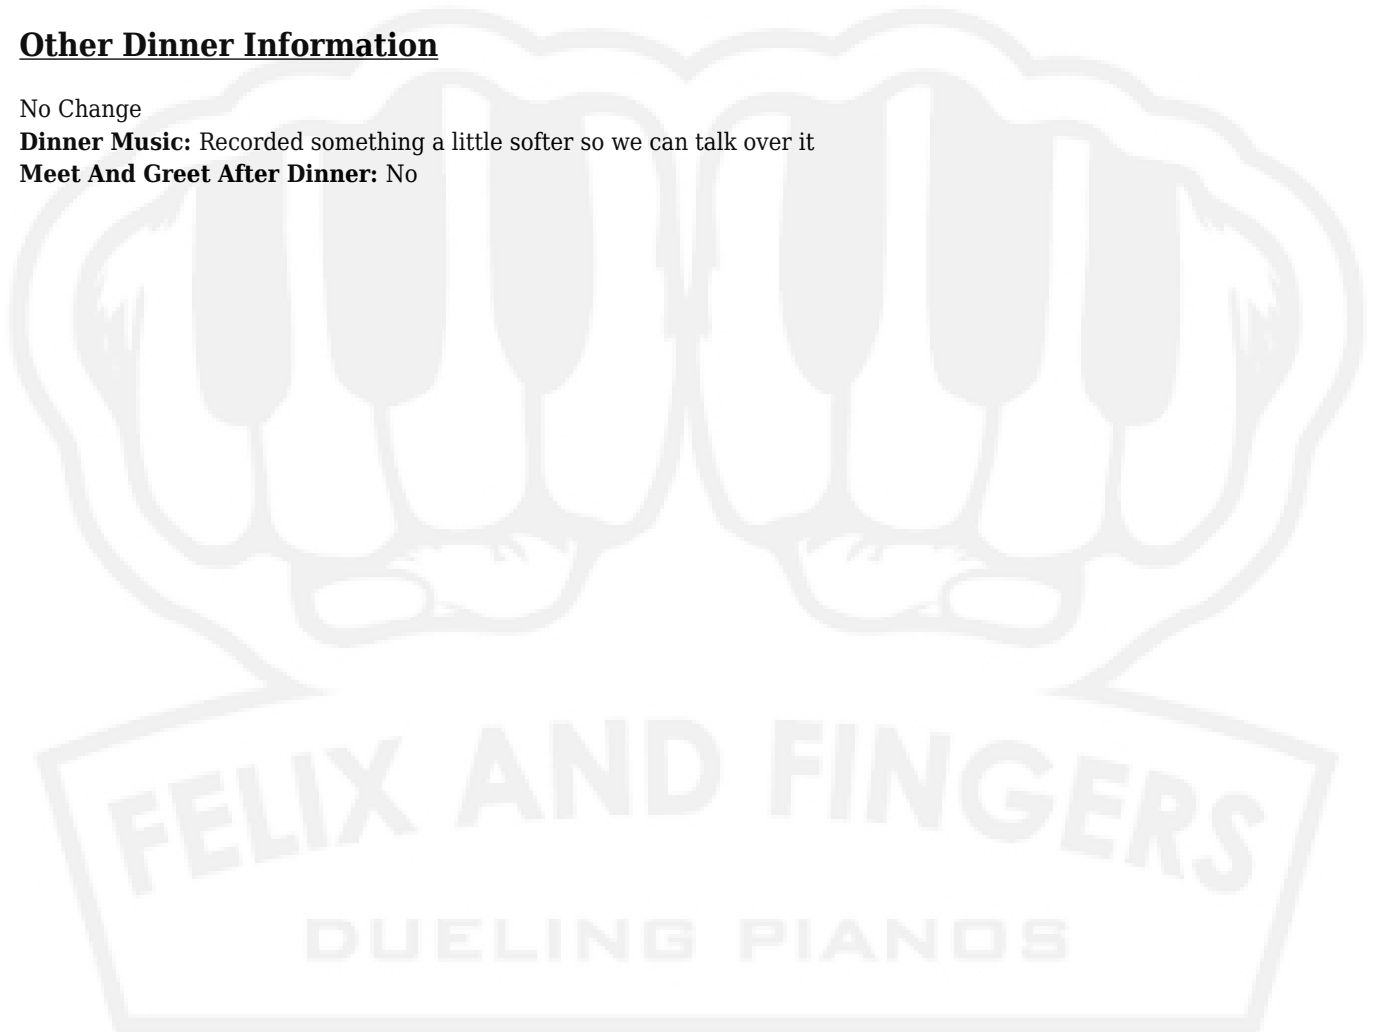 Other Dinner Information
No Change
Dinner Music: Recorded something a little softer so we can talk over it
Meet And Greet After Dinner: No
FELIX AND FINGERS
DUELING PIANOS